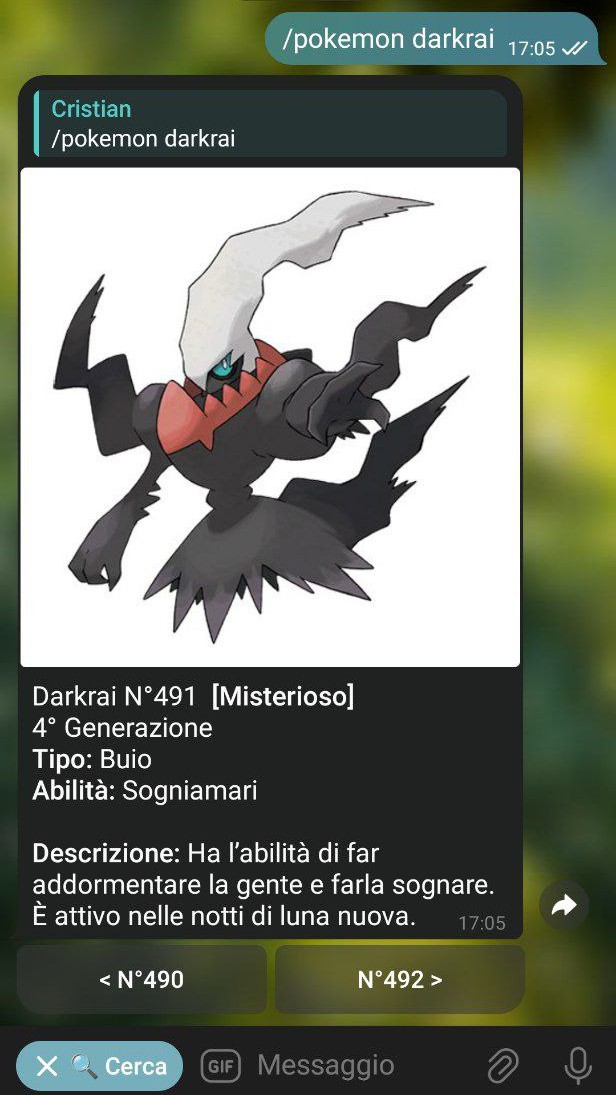 /pokemon darkrai 17:05
Cristian
/pokemon darkrai
Darkrai N°491 [Misterioso]
4° Generazione
Tipo: Buio
Abilità: Sogniamari
Descrizione: Ha l’abilità di far
addormentare la gente e farla sognare.
È attivo nelle notti di luna nuova. 17:05
< N°490 N°492 >
Cerca GIF Messaggio